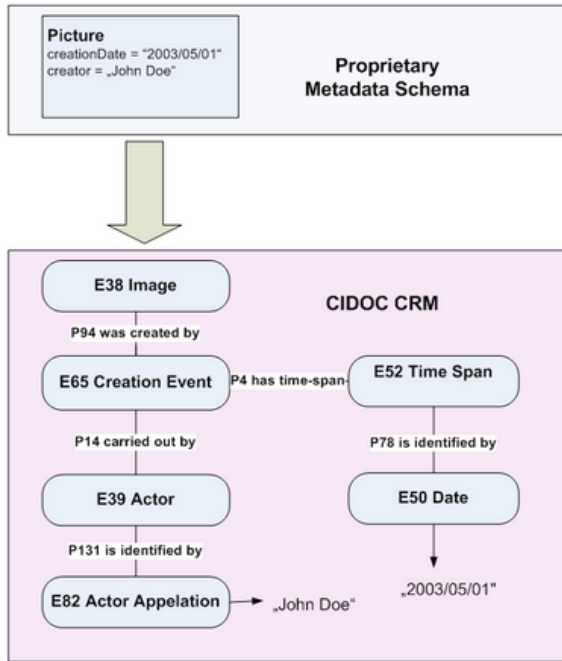 Picture
creationDate = "2003/05/01"
creator = „John Doe“
Proprietary
Metadata Schema
CIDOC CRM
E38 Image
P94 was created by
E65 Creation Event
P4 has time-span
E52 Time Span
P14 carried out by
P78 is identified by
E39 Actor
E50 Date
P131 is identified by
E82 Actor Appelation
„John Doe“
„2003/05/01"